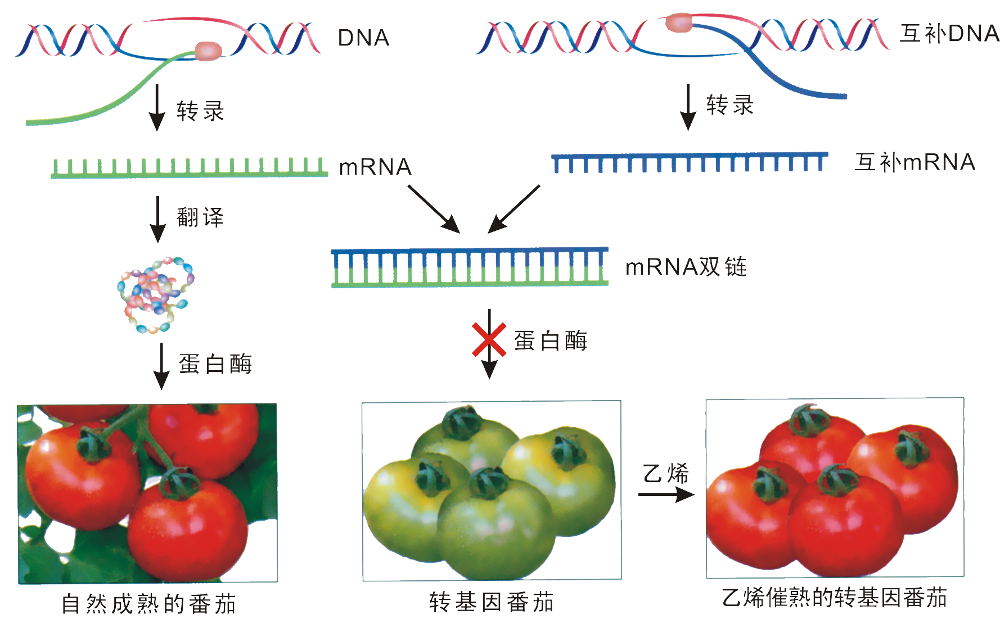 DNA
互补DNA
转录
转录
mRNA
互补mRNA
翻译
mRNA双链
蛋白酶
蛋白酶
乙烯
自然成熟的番茄
转基因番茄
乙烯催熟的转基因番茄